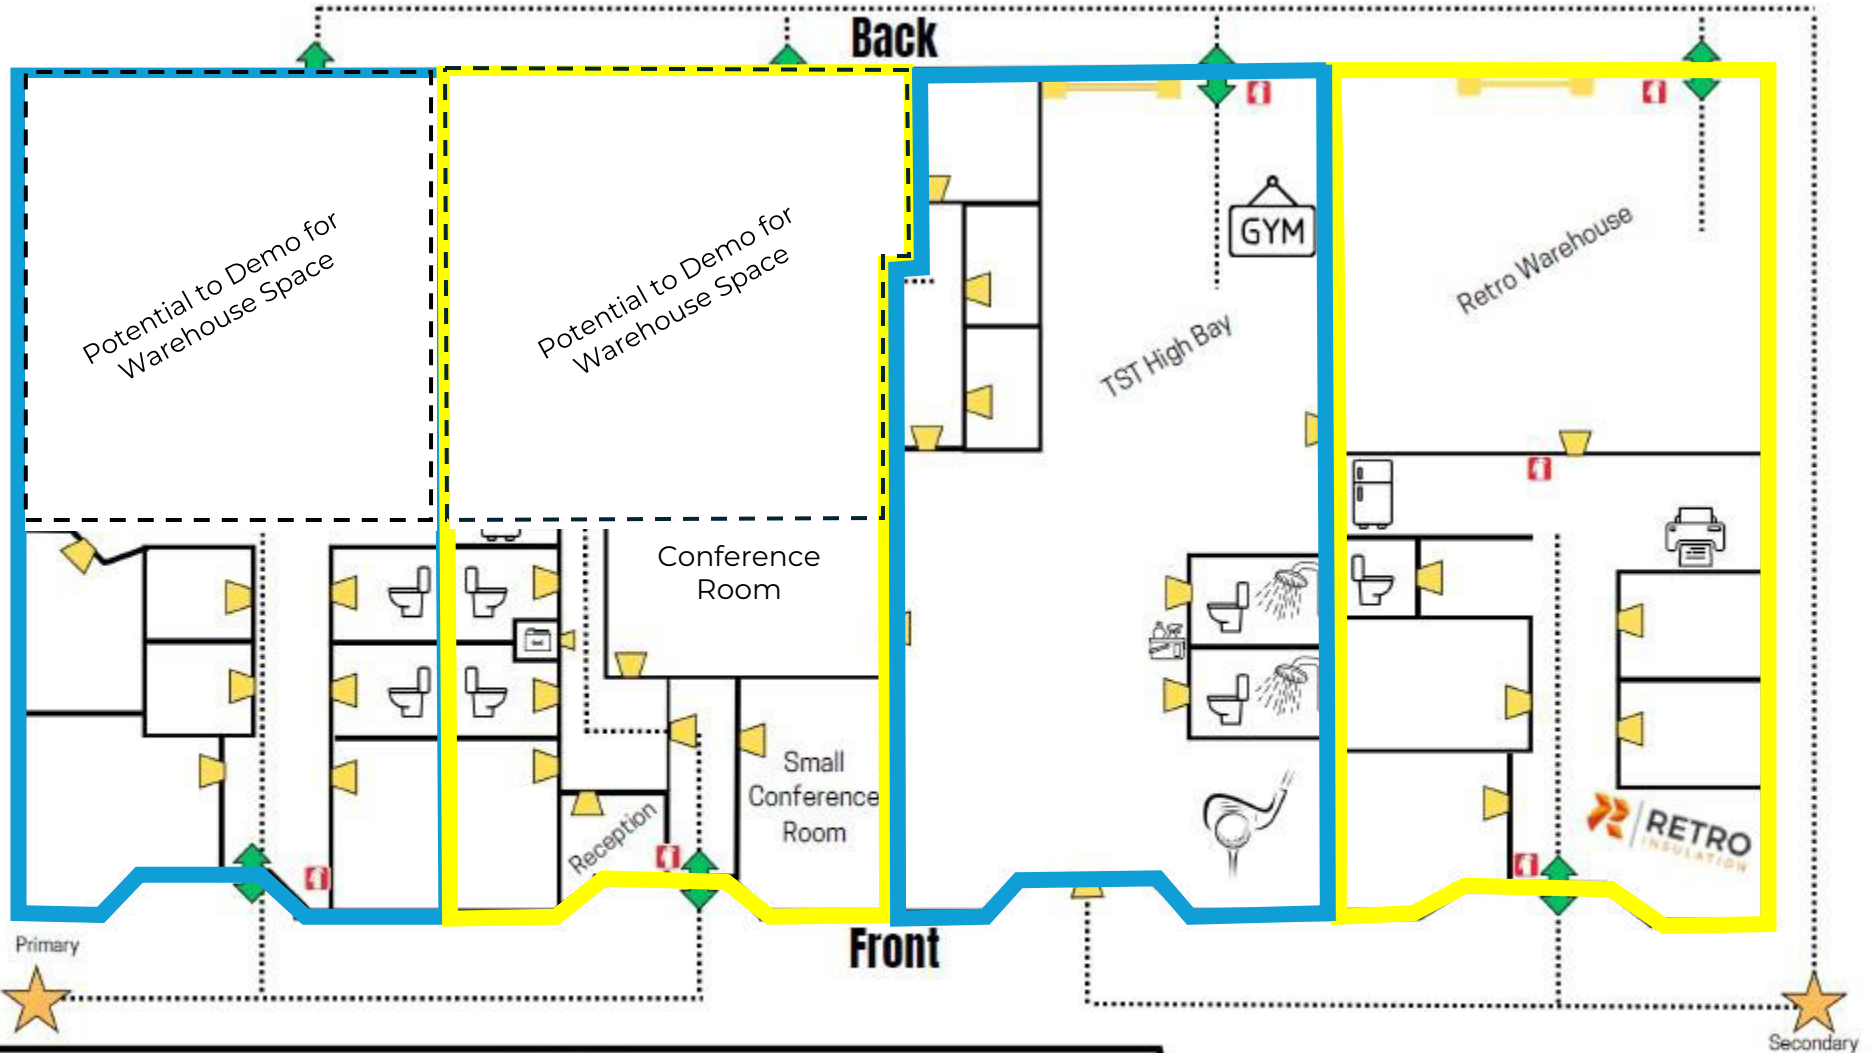 Back
Potential to Demo for
Warehouse Space
Potential to Demo for
Warehouse Space
GYM
TST High Bay
Retro Warehouse
Conference
Room
Small
Conference
Room
Reception
RETRO
INSULATION
Primary
Front
Secondary